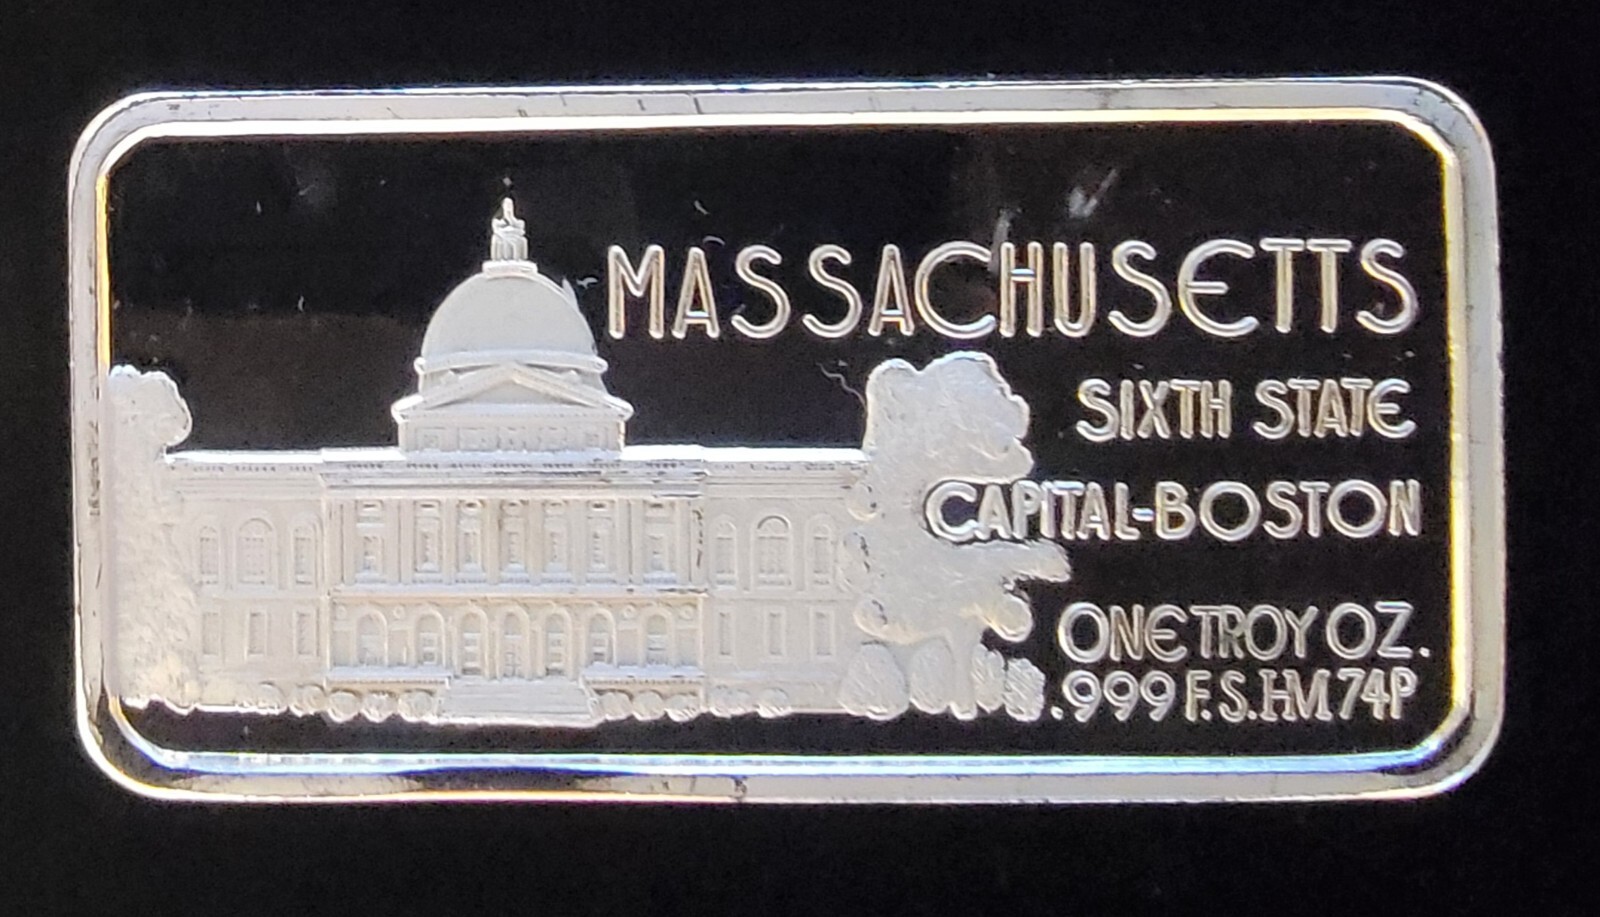 MASSACHUSETTS
SIXTH STATE
CAPITAL-BOSTON
ONE TROY OZ.
.999 F.S. HM 74P